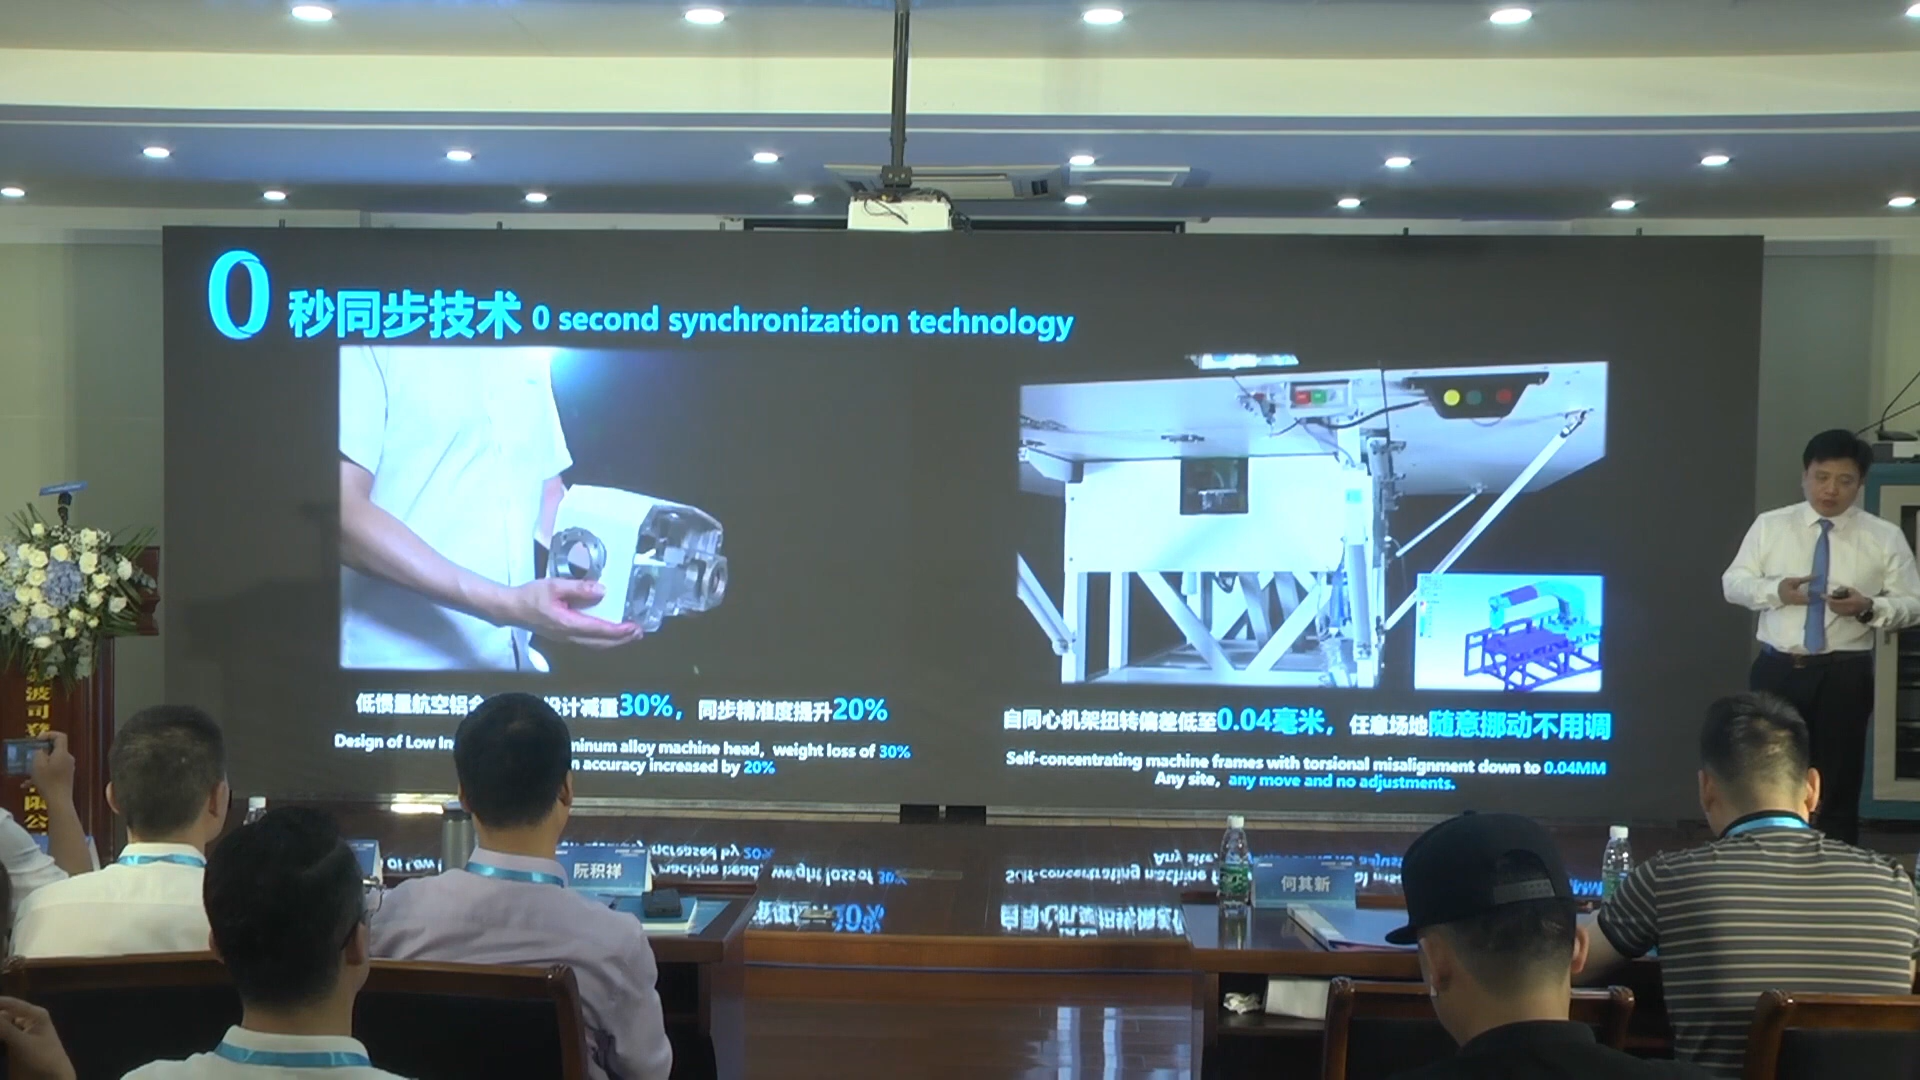 0 秒同步技术 0 second synchronization technology
低惯量航空铝合 设计减重30%，同步精准度提升20%
Design of Low In minum alloy machine head, weight loss of 30%
n accuracy increased by 20%
自同心机架扭转偏差低至0.04毫米，任意场地随意挪动不用调
Self-concentrating machine frames with torsional misalignment down to 0.04MM
Any site, any move and no adjustments.
阮积祥
何其新